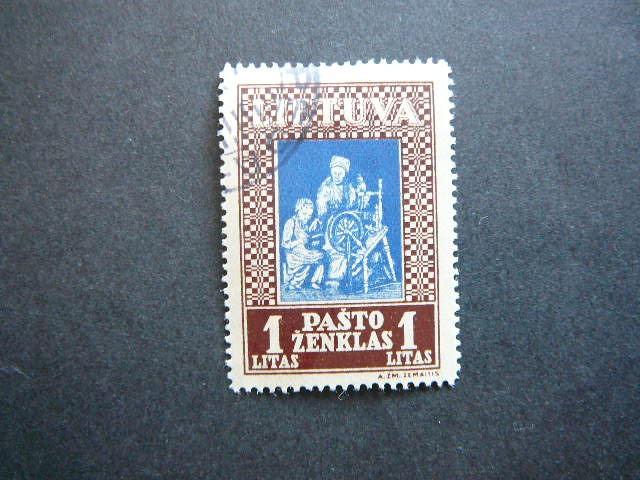 LIETUVA
1 PAŠTO 1
LITAS ŽENKLAS LITAS
A. ŽM. ŽEMAITIS